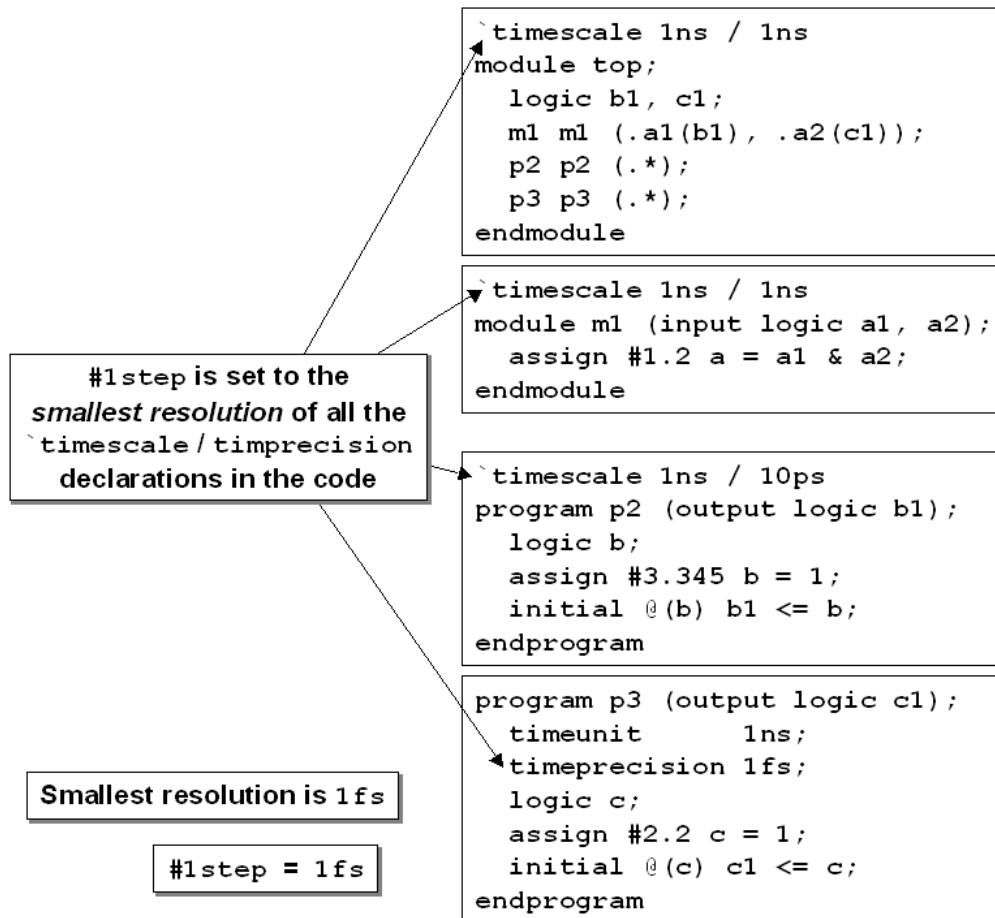 `timescale 1ns / 1ns
module top;
  logic b1, c1;
  m1 m1 (.a1(b1), .a2(c1));
  p2 p2 (.*);
  p3 p3 (.*);
endmodule
`timescale 1ns / 1ns
module m1 (input logic a1, a2);
  assign #1.2 a = a1 & a2;
endmodule
#1step is set to the
smallest resolution of all the
`timescale / timprecision
declarations in the code
`timescale 1ns / 10ps
program p2 (output logic b1);
  logic b;
  assign #3.345 b = 1;
  initial @(b) b1 <= b;
endprogram
program p3 (output logic c1);
  timeunit      1ns;
  timeprecision 1fs;
  logic c;
  assign #2.2 c = 1;
  initial @(c) c1 <= c;
endprogram
Smallest resolution is 1fs
#1step = 1fs